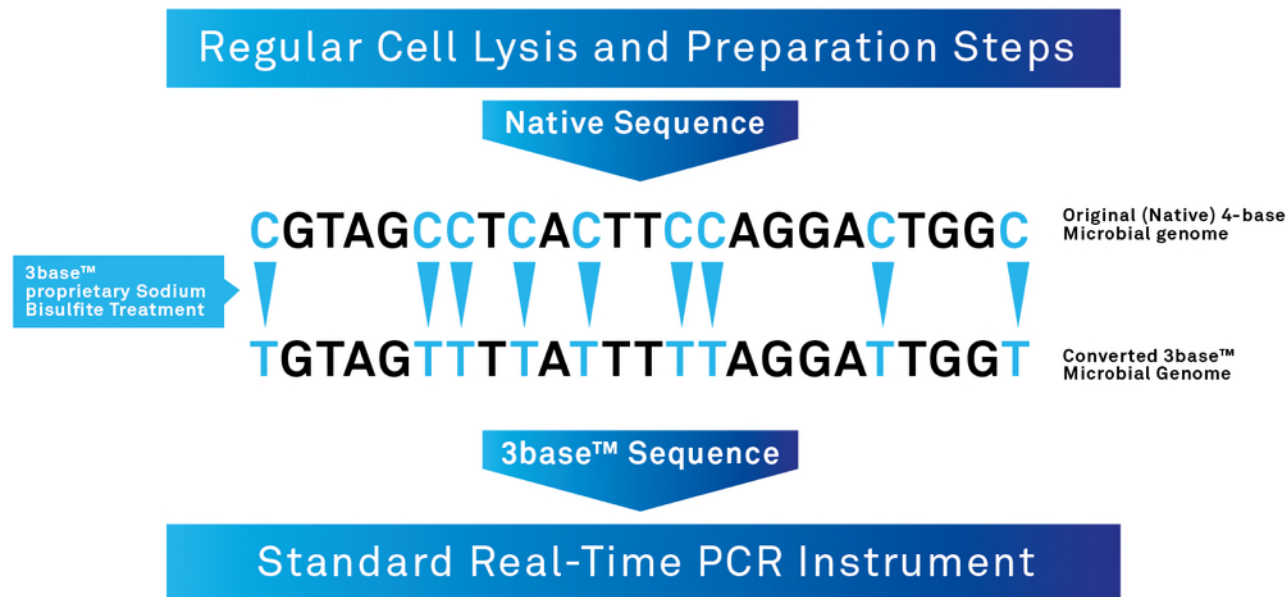 Regular Cell Lysis and Preparation Steps
Native Sequence
CGTAGCCTCACTTCCAGGACTGGC
Original (Native) 4-base
Microbial genome
3base™
proprietary Sodium
Bisulfite Treatment
TGTAGTTTTATTTTTAGGATTGGT
Converted 3base™
Microbial Genome
3base™ Sequence
Standard Real-Time PCR Instrument